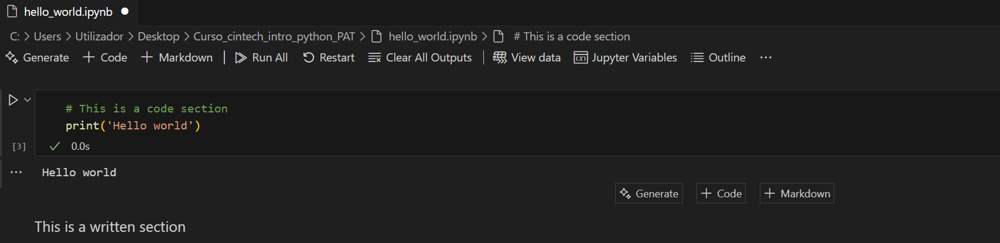 hello_world.ipynb
C: > Users > Utilizador > Desktop > Curso_cintech_intro_python_PAT > hello_world.ipynb > # This is a code section
Generate + Code + Markdown | Run All Restart Clear All Outputs | View data (x) Jupyter Variables Outline ...
# This is a code section
print('Hello world')
[3] ✓ 0.0s
... Hello world
Generate + Code + Markdown
This is a written section